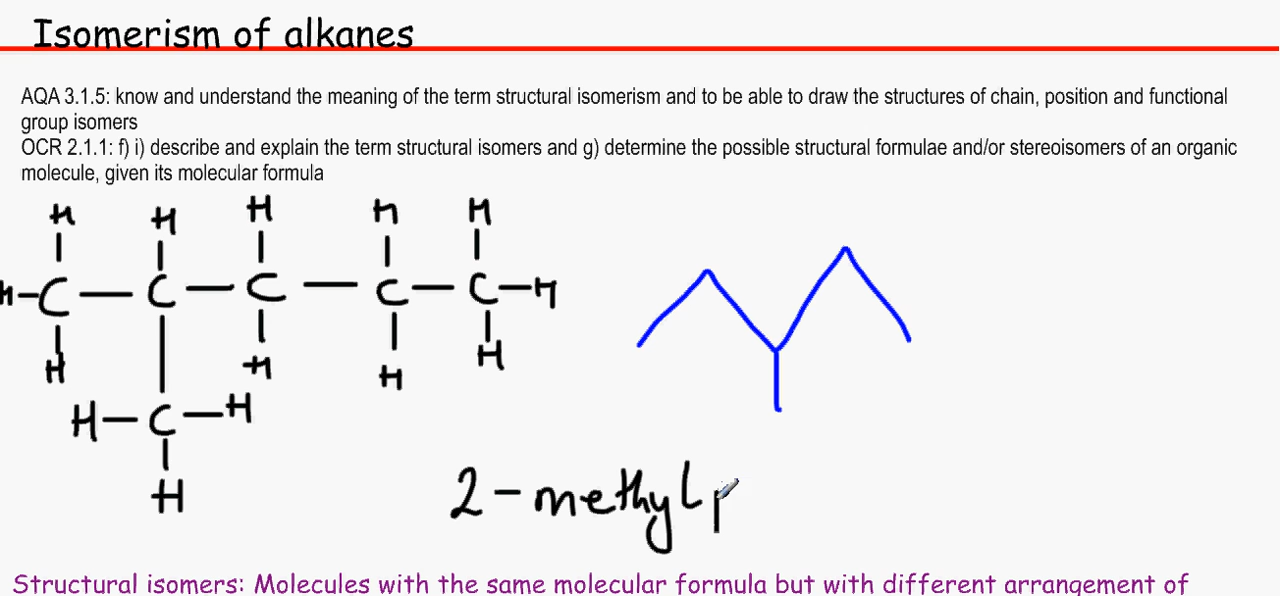 Isomerism of alkanes
AQA 3.1.5: know and understand the meaning of the term structural isomerism and to be able to draw the structures of chain, position and functional
group isomers
OCR 2.1.1: f) i) describe and explain the term structural isomers and g) determine the possible structural formulae and/or stereoisomers of an organic
molecule, given its molecular formula
H H H H H
H-C-C-C-C-C-H
H H H H
H-C-H
H
2-methylp
Structural isomers: Molecules with the same molecular formula but with different arrangement of